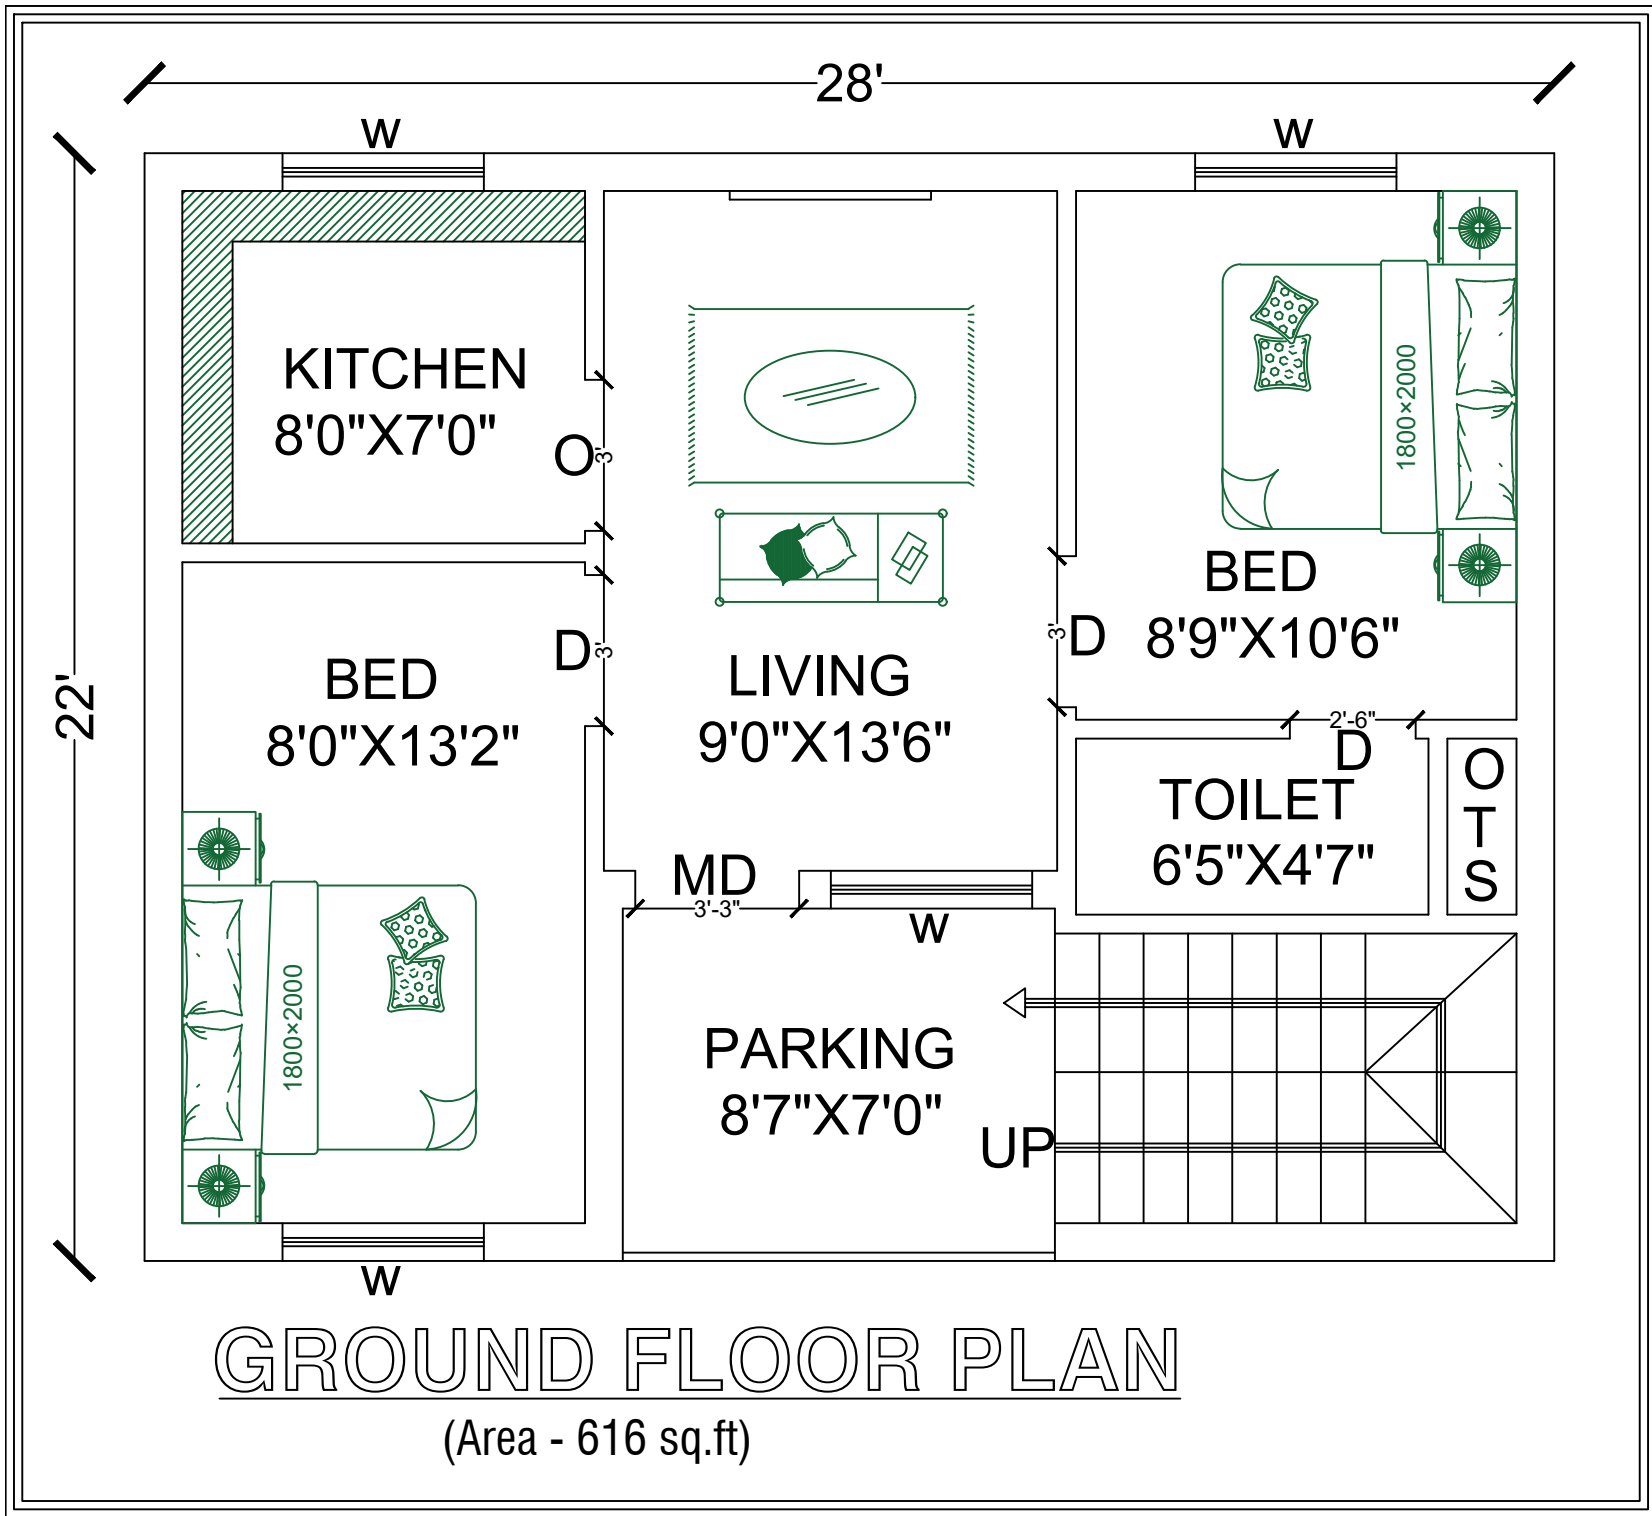 28'
W
W
22'
KITCHEN
8'0"X7'0"
O
3'
1800×2000
BED
8'9"X10'6"
D
3'
BED
8'0"X13'2"
D
3'
LIVING
9'0"X13'6"
2'-6"
D
TOILET
6'5"X4'7"
O
T
S
MD
3'-3"
W
1800×2000
PARKING
8'7"X7'0"
UP
W
GROUND FLOOR PLAN
(Area - 616 sq.ft)